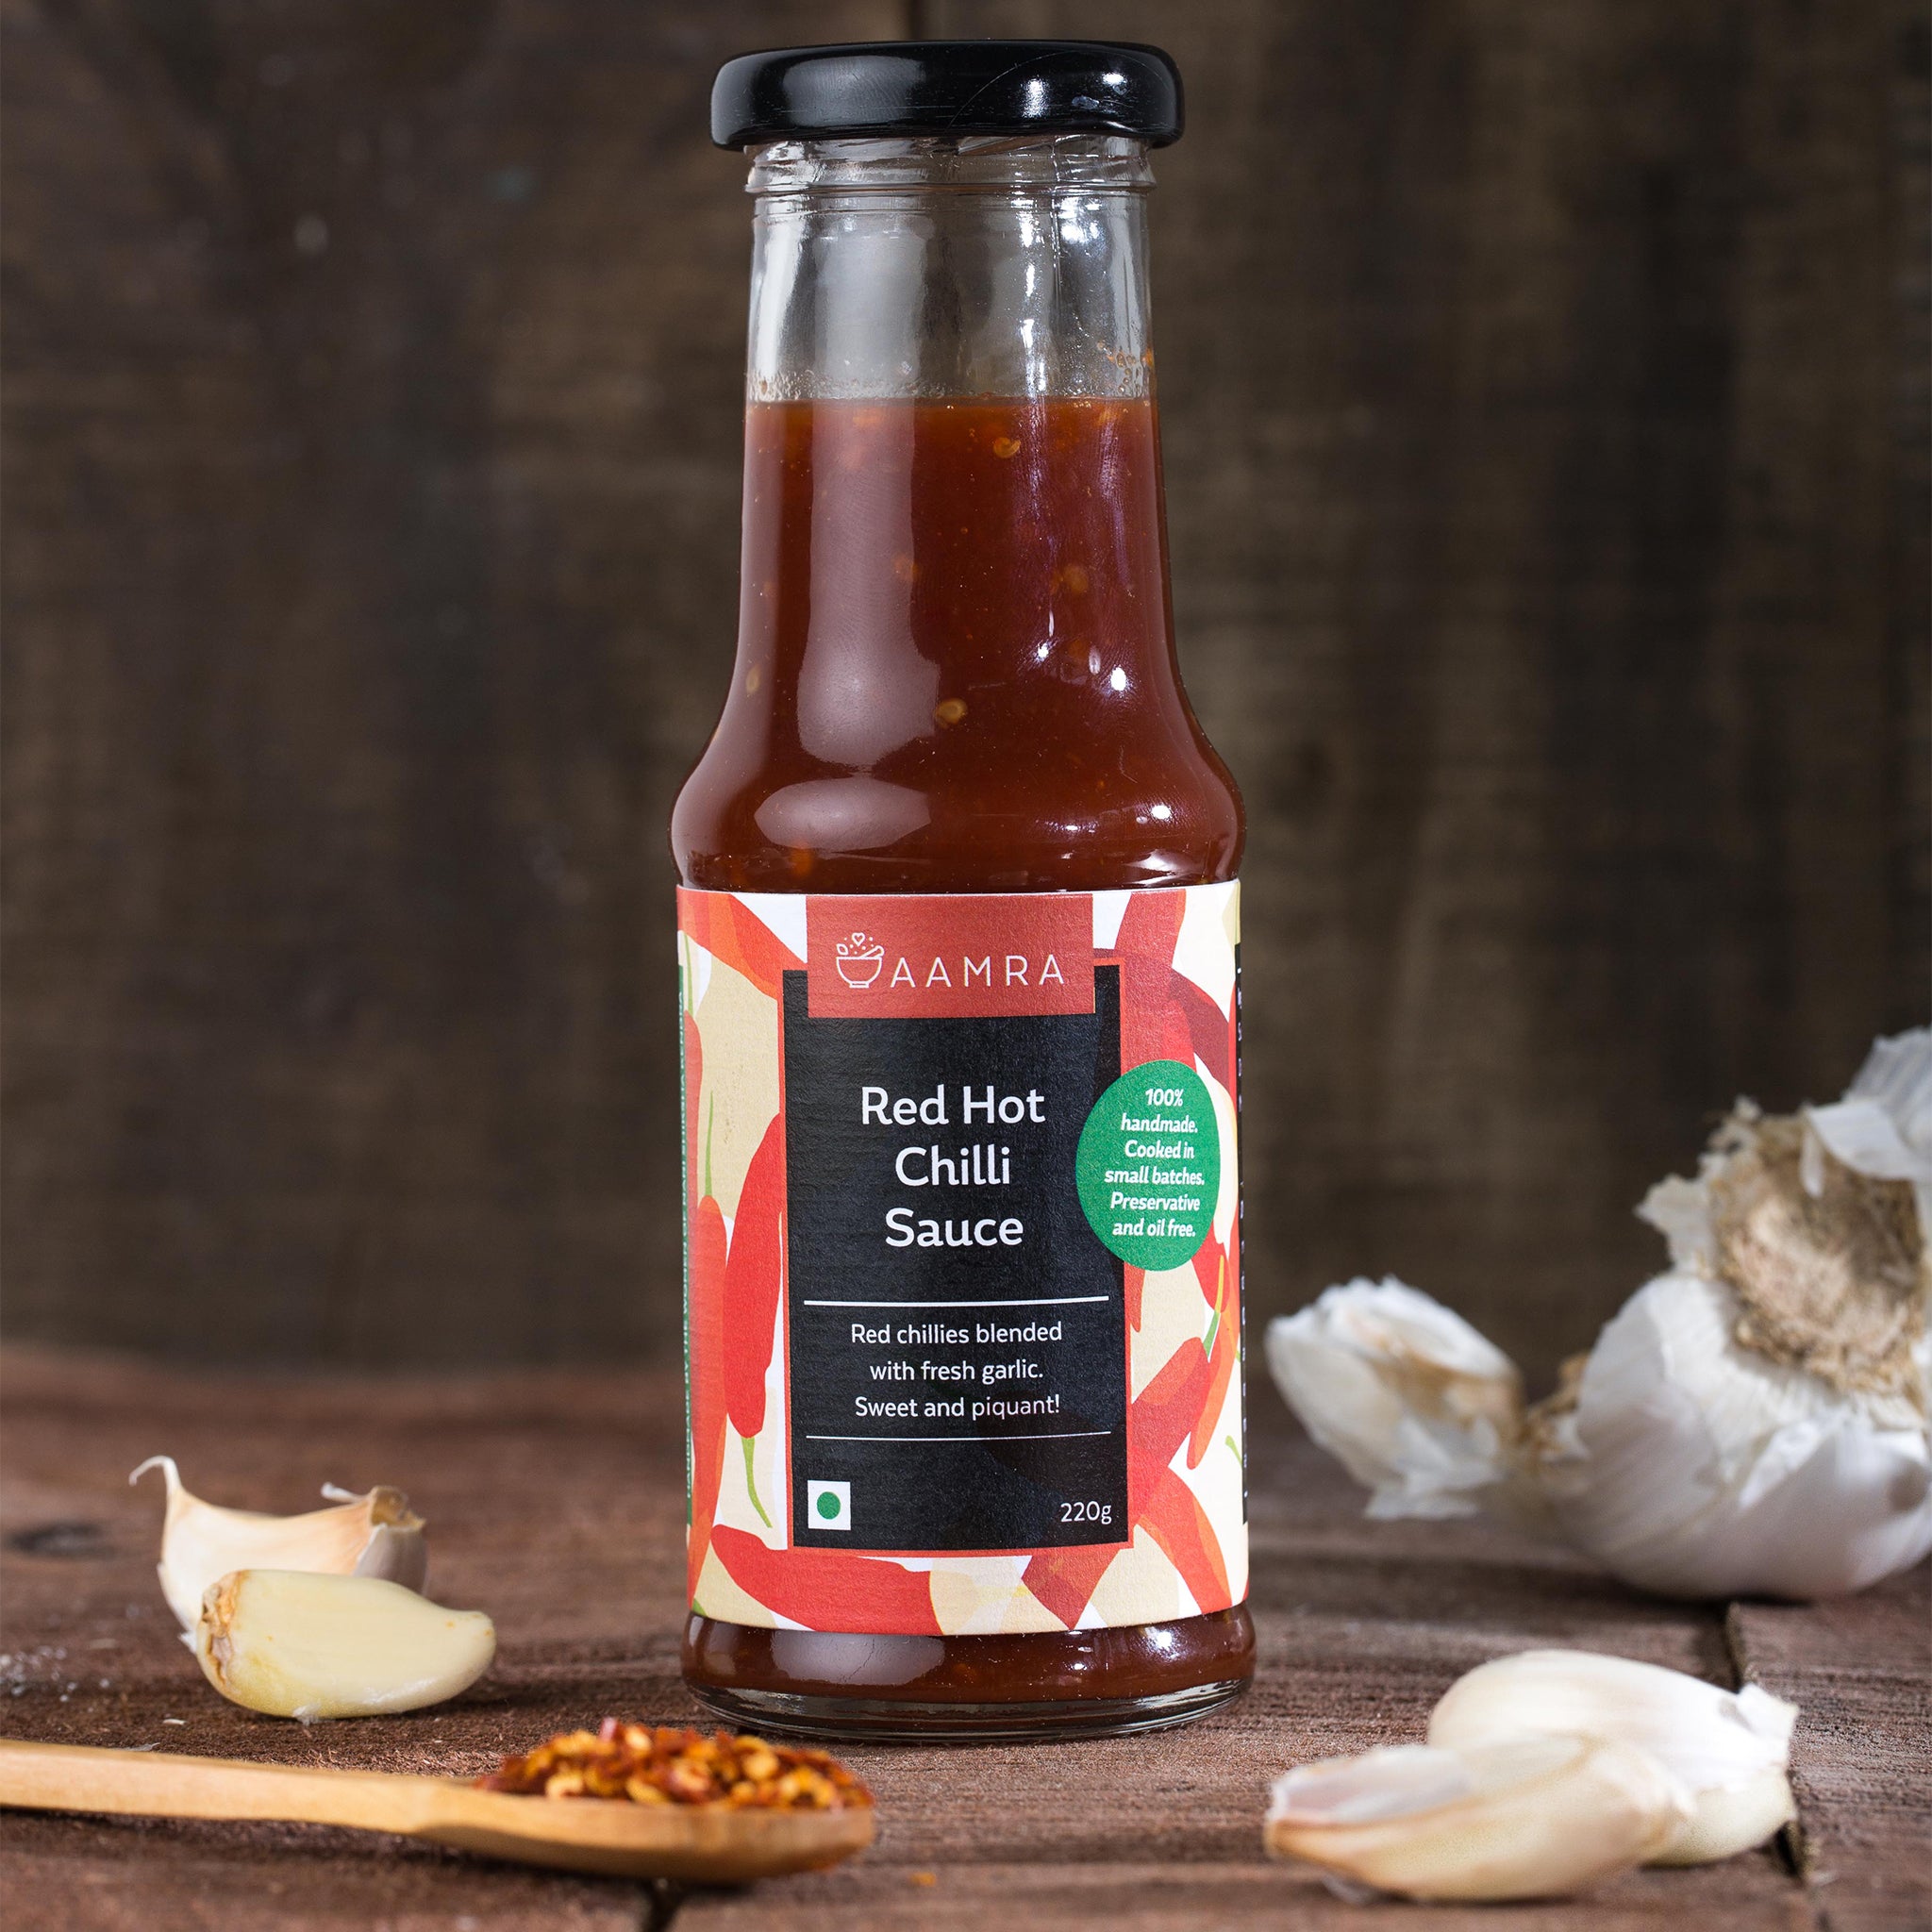 AAMRA
Red Hot
Chilli
Sauce
100%
handmade.
Cooked in
small batches.
Preservative
and oil free.
Red chillies blended
with fresh garlic.
Sweet and piquant!
220g